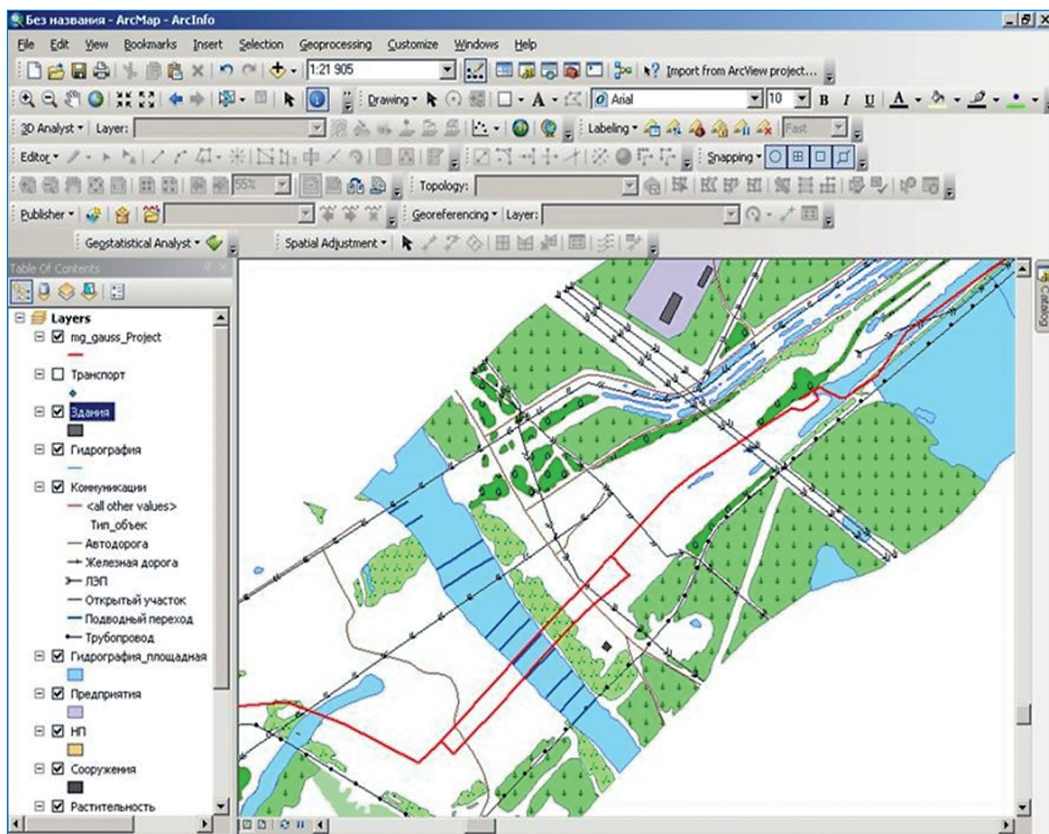 Без названия - ArcMap - ArcInfo
File Edit View Bookmarks Insert Selection Geoprocessing Customize Windows Help
1:21 905 Import from ArcView project...
Drawing A Arial 10 B I U A
3D Analyst Layer: Labeling Fast
Editor Snapping
55% Topology:
Publisher Georeferencing Layer:
Geostatistical Analyst Spatial Adjustment
Table Of Contents
Catalog
Layers
mg_gauss_Project
Транспорт
Здания
Гидрография
Коммуникации
<all other values>
Тип_объек
Автодорога
Железная дорога
ЛЭП
Открытый участок
Подводный переход
Трубопровод
Гидрография_площадная
Предприятия
НП
Сооружения
Растительность